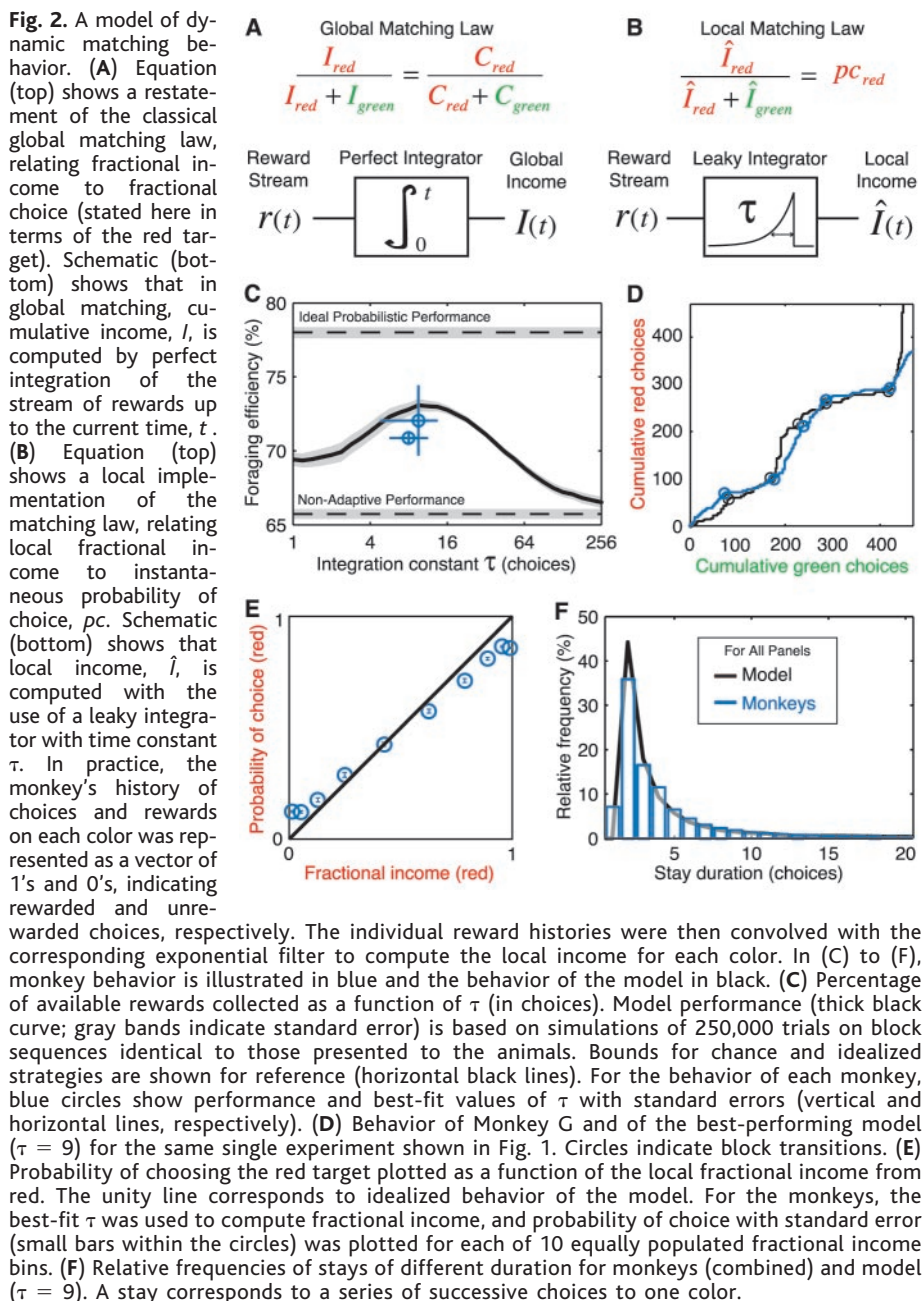 Fig. 2. A model of dy-
namic matching be-
havior. (A) Equation
(top) shows a restate-
ment of the classical
global matching law,
relating fractional in-
come to fractional
choice (stated here in
terms of the red tar-
get). Schematic (bot-
tom) shows that in
global matching, cu-
mulative income, I, is
computed by perfect
integration of the
stream of rewards up
to the current time, t .
(B) Equation (top)
shows a local imple-
mentation of the
matching law, relating
local fractional in-
come to instanta-
neous probability of
choice, pc. Schematic
(bottom) shows that
local income, Î, is
computed with the
use of a leaky integra-
tor with time constant
τ. In practice, the
monkey's history of
choices and rewards
on each color was rep-
resented as a vector of
1's and 0's, indicating
rewarded and unre-
warded choices, respectively. The individual reward histories were then convolved with the
corresponding exponential filter to compute the local income for each color. In (C) to (F),
monkey behavior is illustrated in blue and the behavior of the model in black. (C) Percentage
of available rewards collected as a function of τ (in choices). Model performance (thick black
curve; gray bands indicate standard error) is based on simulations of 250,000 trials on block
sequences identical to those presented to the animals. Bounds for chance and idealized
strategies are shown for reference (horizontal black lines). For the behavior of each monkey,
blue circles show performance and best-fit values of τ with standard errors (vertical and
horizontal lines, respectively). (D) Behavior of Monkey G and of the best-performing model
(τ = 9) for the same single experiment shown in Fig. 1. Circles indicate block transitions. (E)
Probability of choosing the red target plotted as a function of the local fractional income from
red. The unity line corresponds to idealized behavior of the model. For the monkeys, the
best-fit τ was used to compute fractional income, and probability of choice with standard error
(small bars within the circles) was plotted for each of 10 equally populated fractional income
bins. (F) Relative frequencies of stays of different duration for monkeys (combined) and model
(τ = 9). A stay corresponds to a series of successive choices to one color.
A
Global Matching Law
I_red / (I_red + I_green) = C_red / (C_red + C_green)
Reward Stream
Perfect Integrator
Global Income
r(t)
∫ t 0
I(t)
B
Local Matching Law
Î_red / (Î_red + Î_green) = pc_red
Reward Stream
Leaky Integrator
Local Income
r(t)
τ
Î(t)
C
Foraging efficiency (%)
80
75
70
65
Ideal Probabilistic Performance
Non-Adaptive Performance
1 4 16 64 256
Integration constant τ (choices)
D
Cumulative red choices
400
300
200
100
0
0 100 200 300 400
Cumulative green choices
E
Probability of choice (red)
1
0
0 1
Fractional income (red)
F
Relative frequency (%)
50
40
30
20
10
0
5 10 15 20
Stay duration (choices)
For All Panels
Model
Monkeys